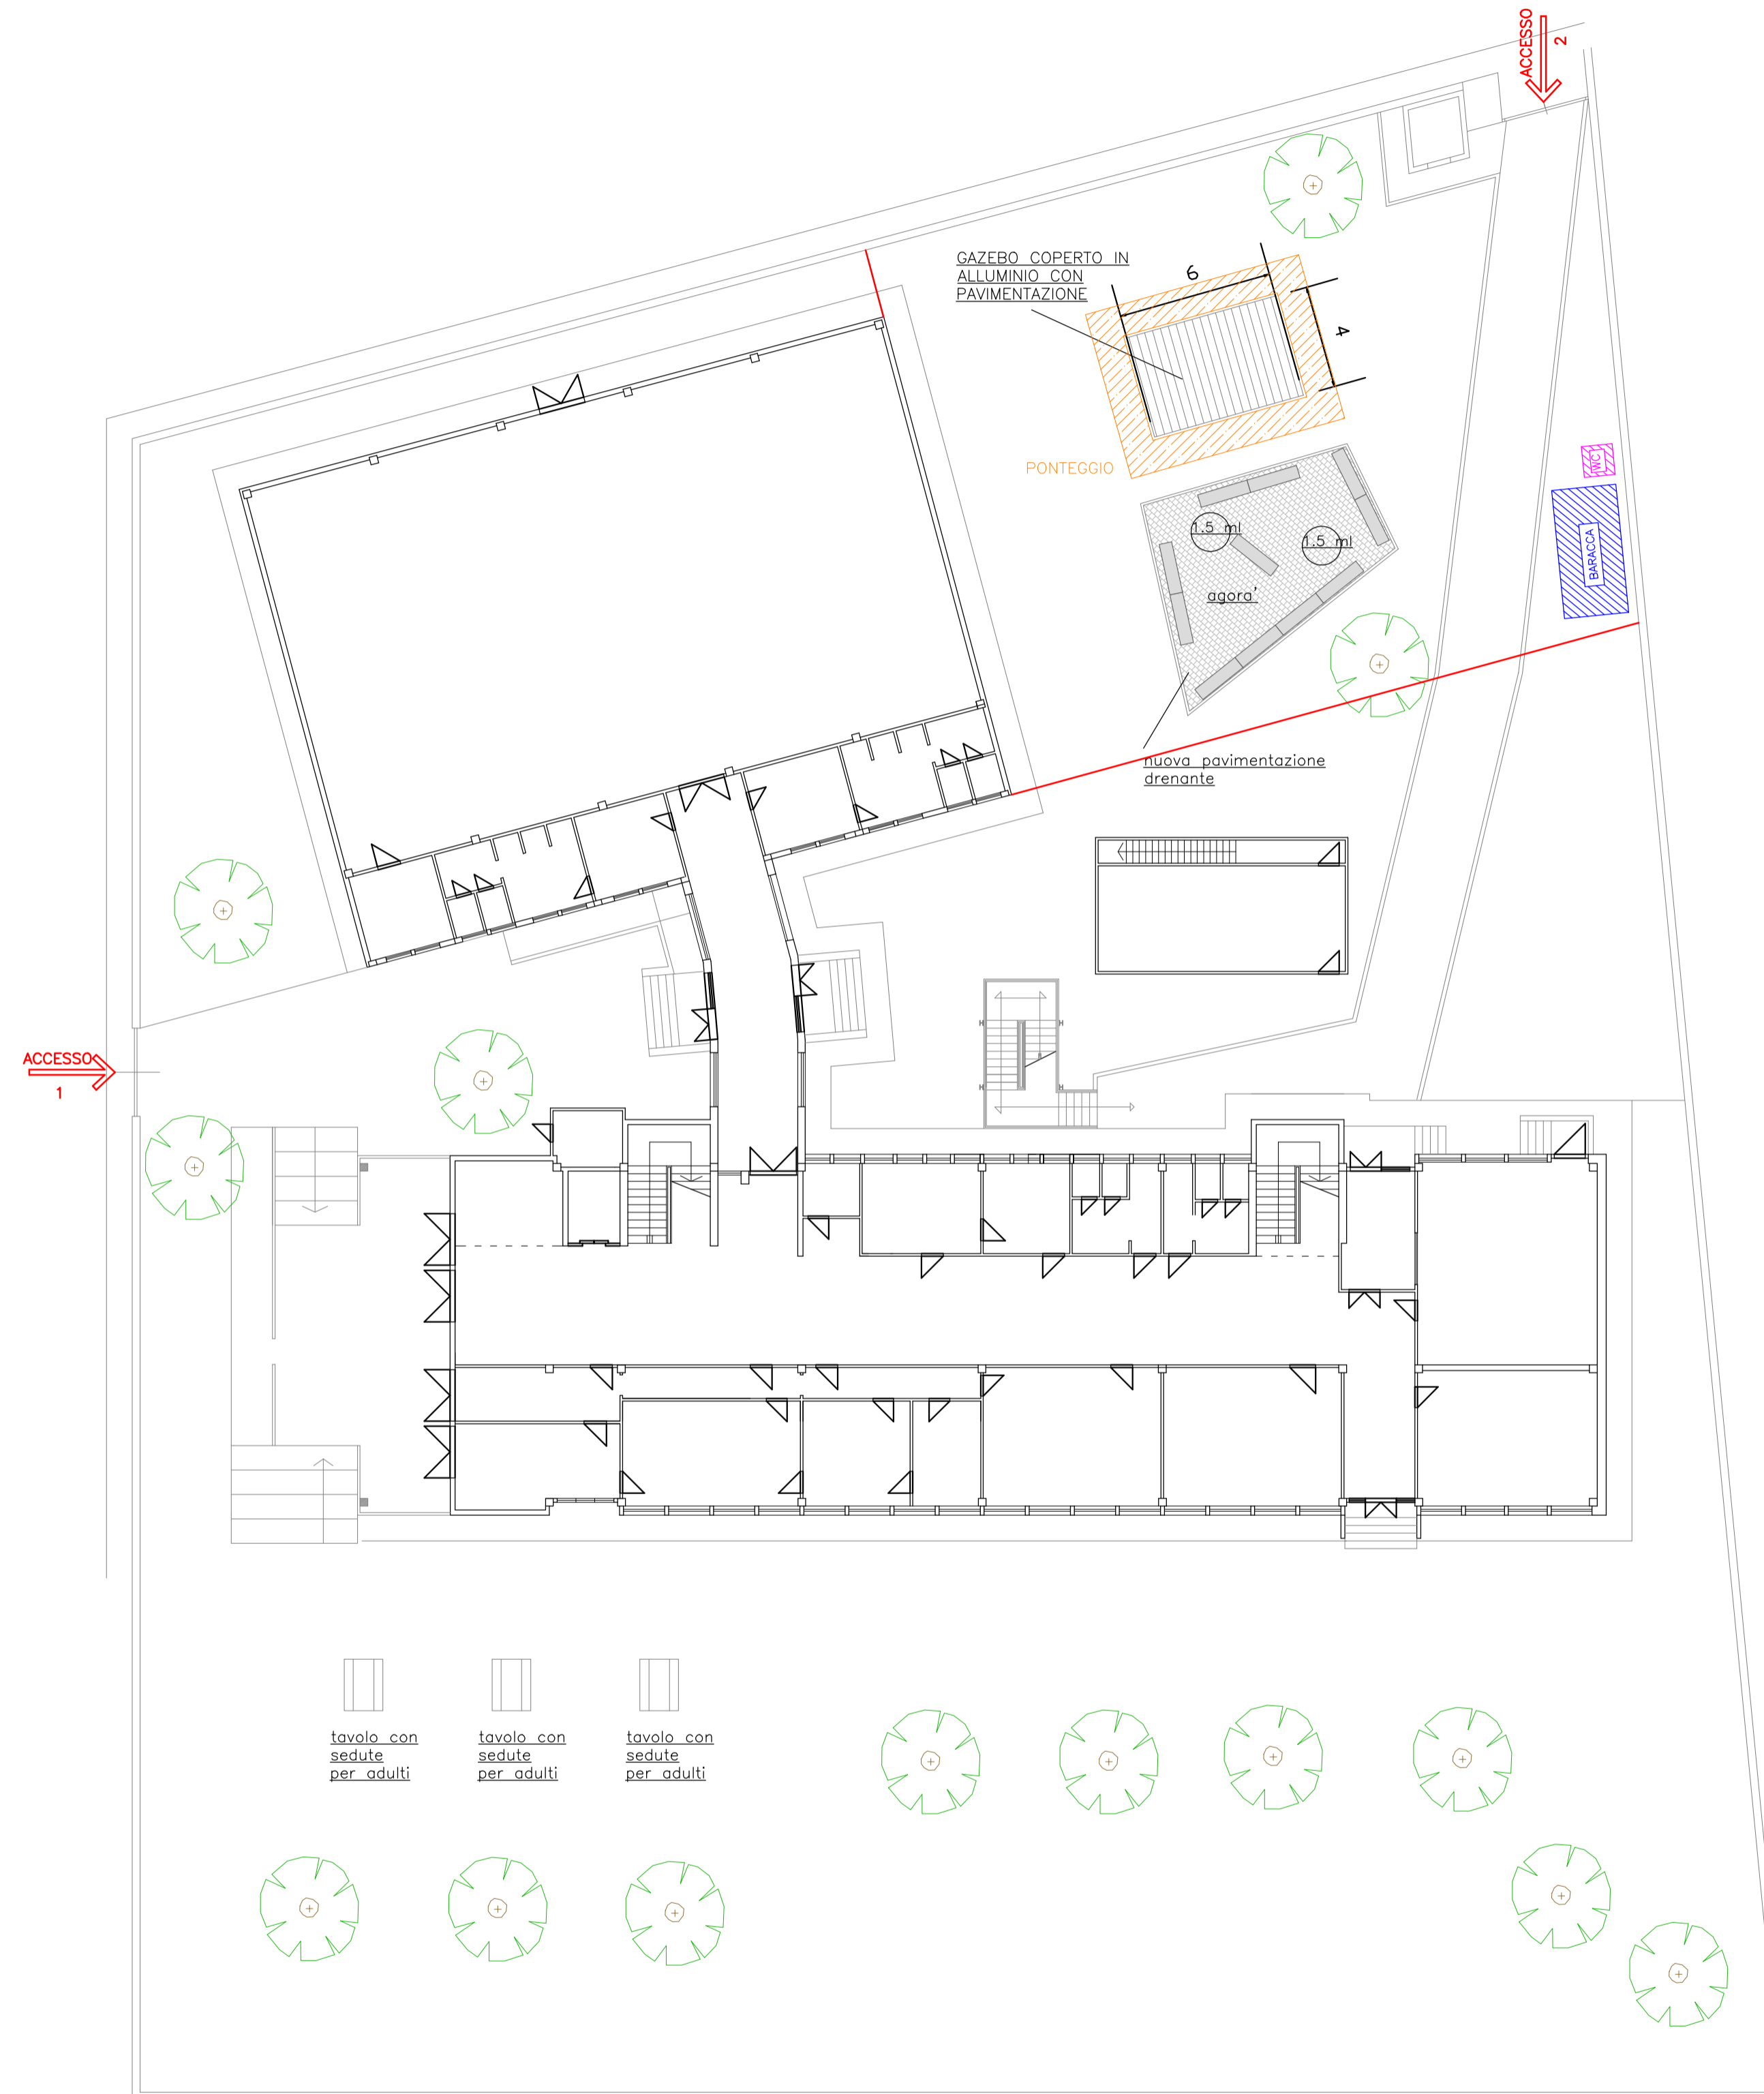 ACCESSO
2
GAZEBO COPERTO IN
ALLUMINIO CON
PAVIMENTAZIONE
6
4
PONTEGGIO
WC
BARACCA
1.5 ml
1.5 ml
agora'
nuova pavimentazione
drenante
ACCESSO
1
tavolo con
sedute
per adulti
tavolo con
sedute
per adulti
tavolo con
sedute
per adulti